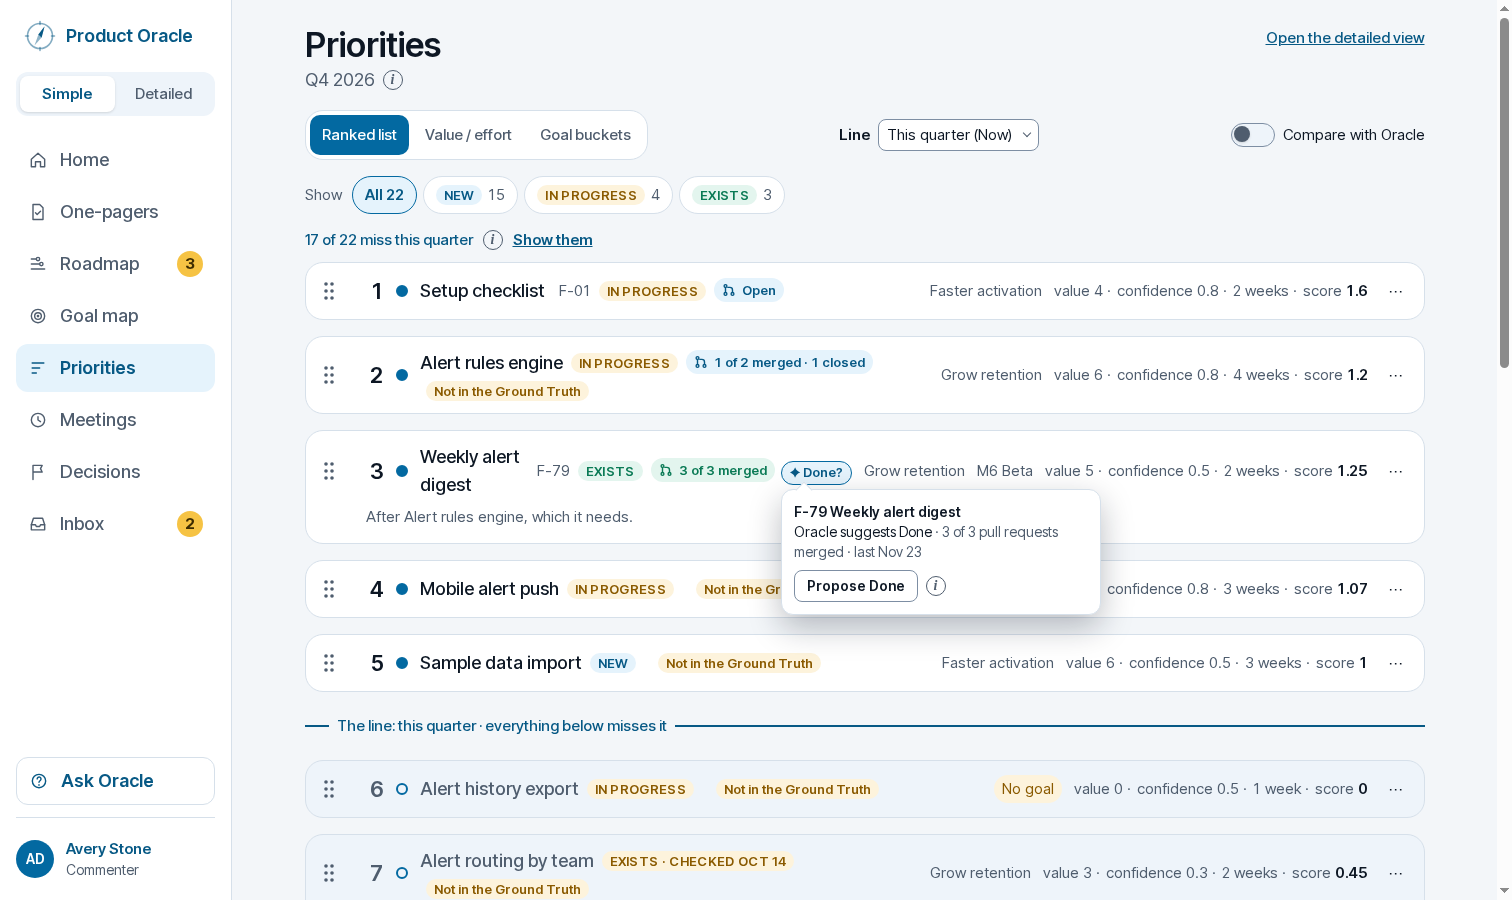 Product Oracle
Simple Detailed
Home
One-pagers
Roadmap 3
Goal map
Priorities
Meetings
Decisions
Inbox 2
Ask Oracle
AD Avery Stone
Commenter
Priorities
Open the detailed view
Q4 2026 i
Ranked list Value / effort Goal buckets
Line This quarter (Now)
Compare with Oracle
Show All 22 NEW 15 IN PROGRESS 4 EXISTS 3
17 of 22 miss this quarter i Show them
1 Setup checklist F-01 IN PROGRESS Open Faster activation value 4 · confidence 0.8 · 2 weeks · score 1.6 ...
2 Alert rules engine IN PROGRESS 1 of 2 merged · 1 closed
Not in the Ground Truth
Grow retention value 6 · confidence 0.8 · 4 weeks · score 1.2 ...
3 Weekly alert
digest
F-79 EXISTS 3 of 3 merged Done? Grow retention M6 Beta value 5 · confidence 0.5 · 2 weeks · score 1.25 ...
After Alert rules engine, which it needs.
F-79 Weekly alert digest
Oracle suggests Done · 3 of 3 pull requests
merged · last Nov 23
Propose Done i
4 Mobile alert push IN PROGRESS Not in the Gr confidence 0.8 · 3 weeks · score 1.07 ...
5 Sample data import NEW Not in the Ground Truth Faster activation value 6 · confidence 0.5 · 3 weeks · score 1 ...
The line: this quarter · everything below misses it
6 Alert history export IN PROGRESS Not in the Ground Truth No goal value 0 · confidence 0.5 · 1 week · score 0 ...
7 Alert routing by team EXISTS · CHECKED OCT 14
Not in the Ground Truth
Grow retention value 3 · confidence 0.3 · 2 weeks · score 0.45 ...